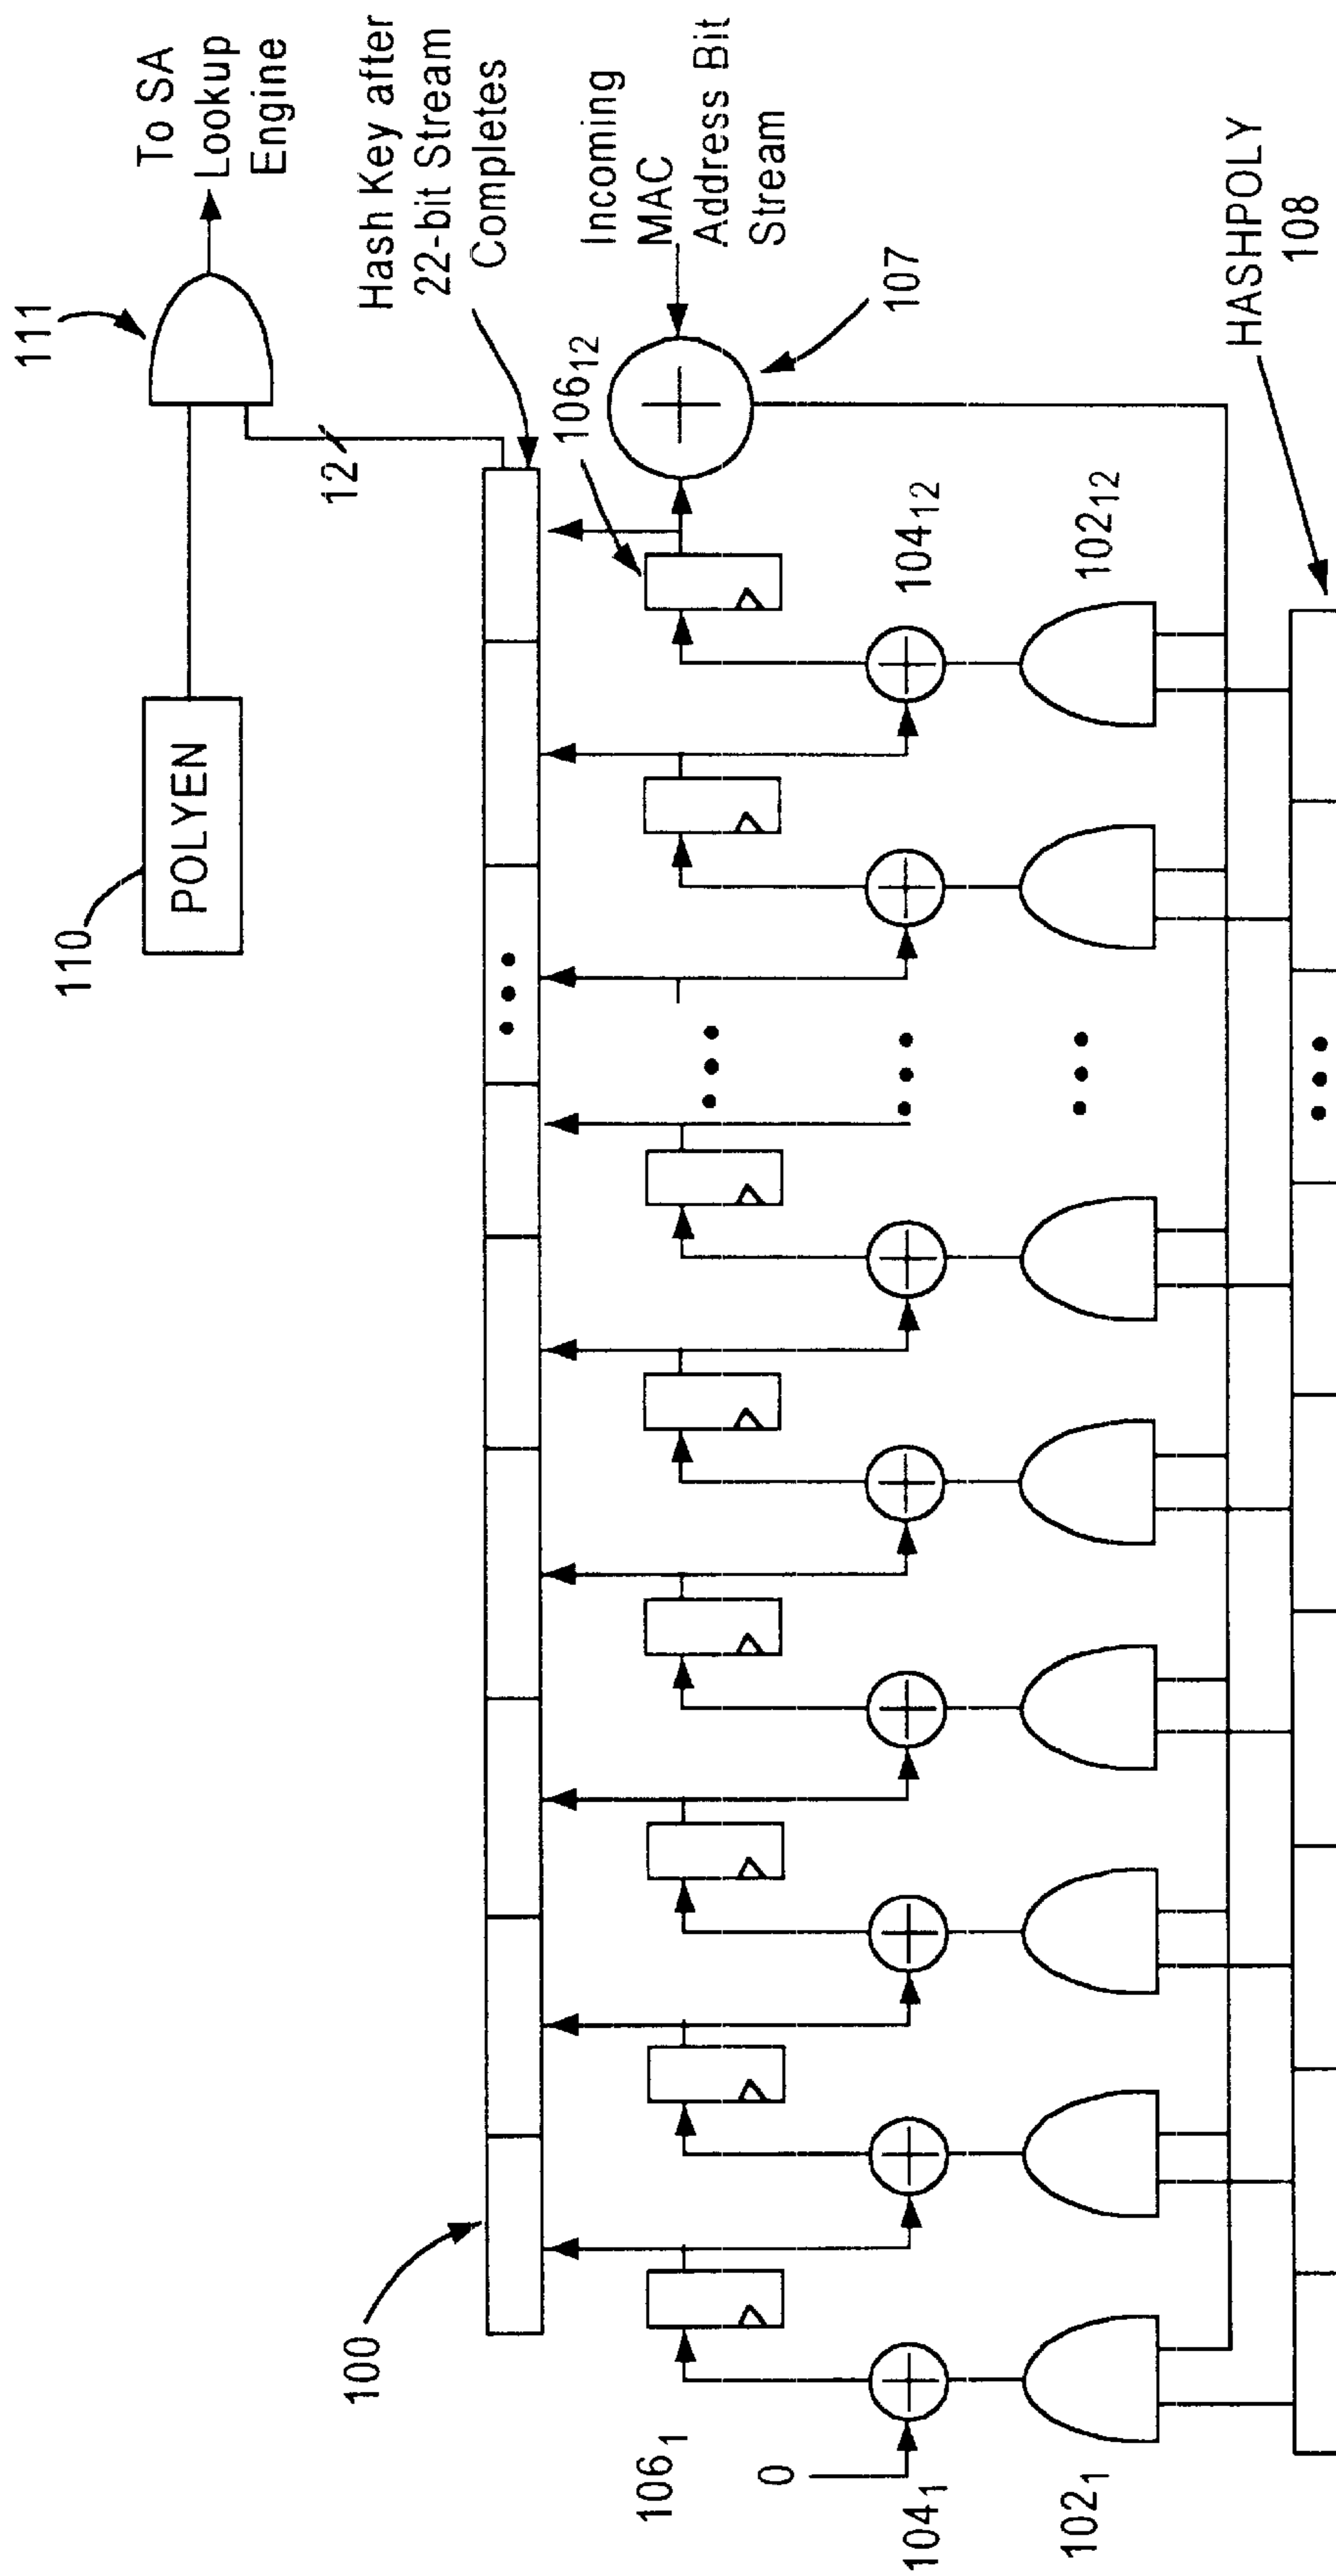 111
To SA
Lookup
Engine
110
POLYEN
12
Hash Key after
22-bit Stream
Completes
100
106₁₂
Incoming
MAC
Address Bit
Stream
107
106₁
0
104₁
104₁₂
102₁
102₁₂
HASHPOLY
108